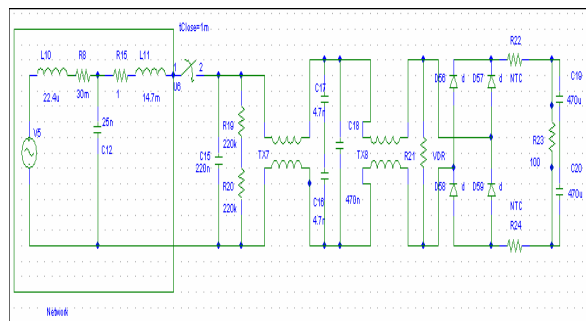 tClose=1m
L10
R8
R15
L11
1
2
U6
22.4u
30m
1
14.7m
25n
C12
V5
C15
220n
R19
220k
R20
220k
TX7
C17
4.7n
C16
4.7n
C18
470n
TX8
R21
VDR
D56
d
D57
d
D58
d
D59
d
R22
NTC
NTC
R24
C19
470u
R23
100
C20
470u
Network